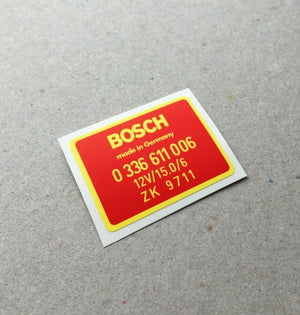 BOSCH
made in Germany
0 336 611 006
12V/15.0/6
ZK 9711